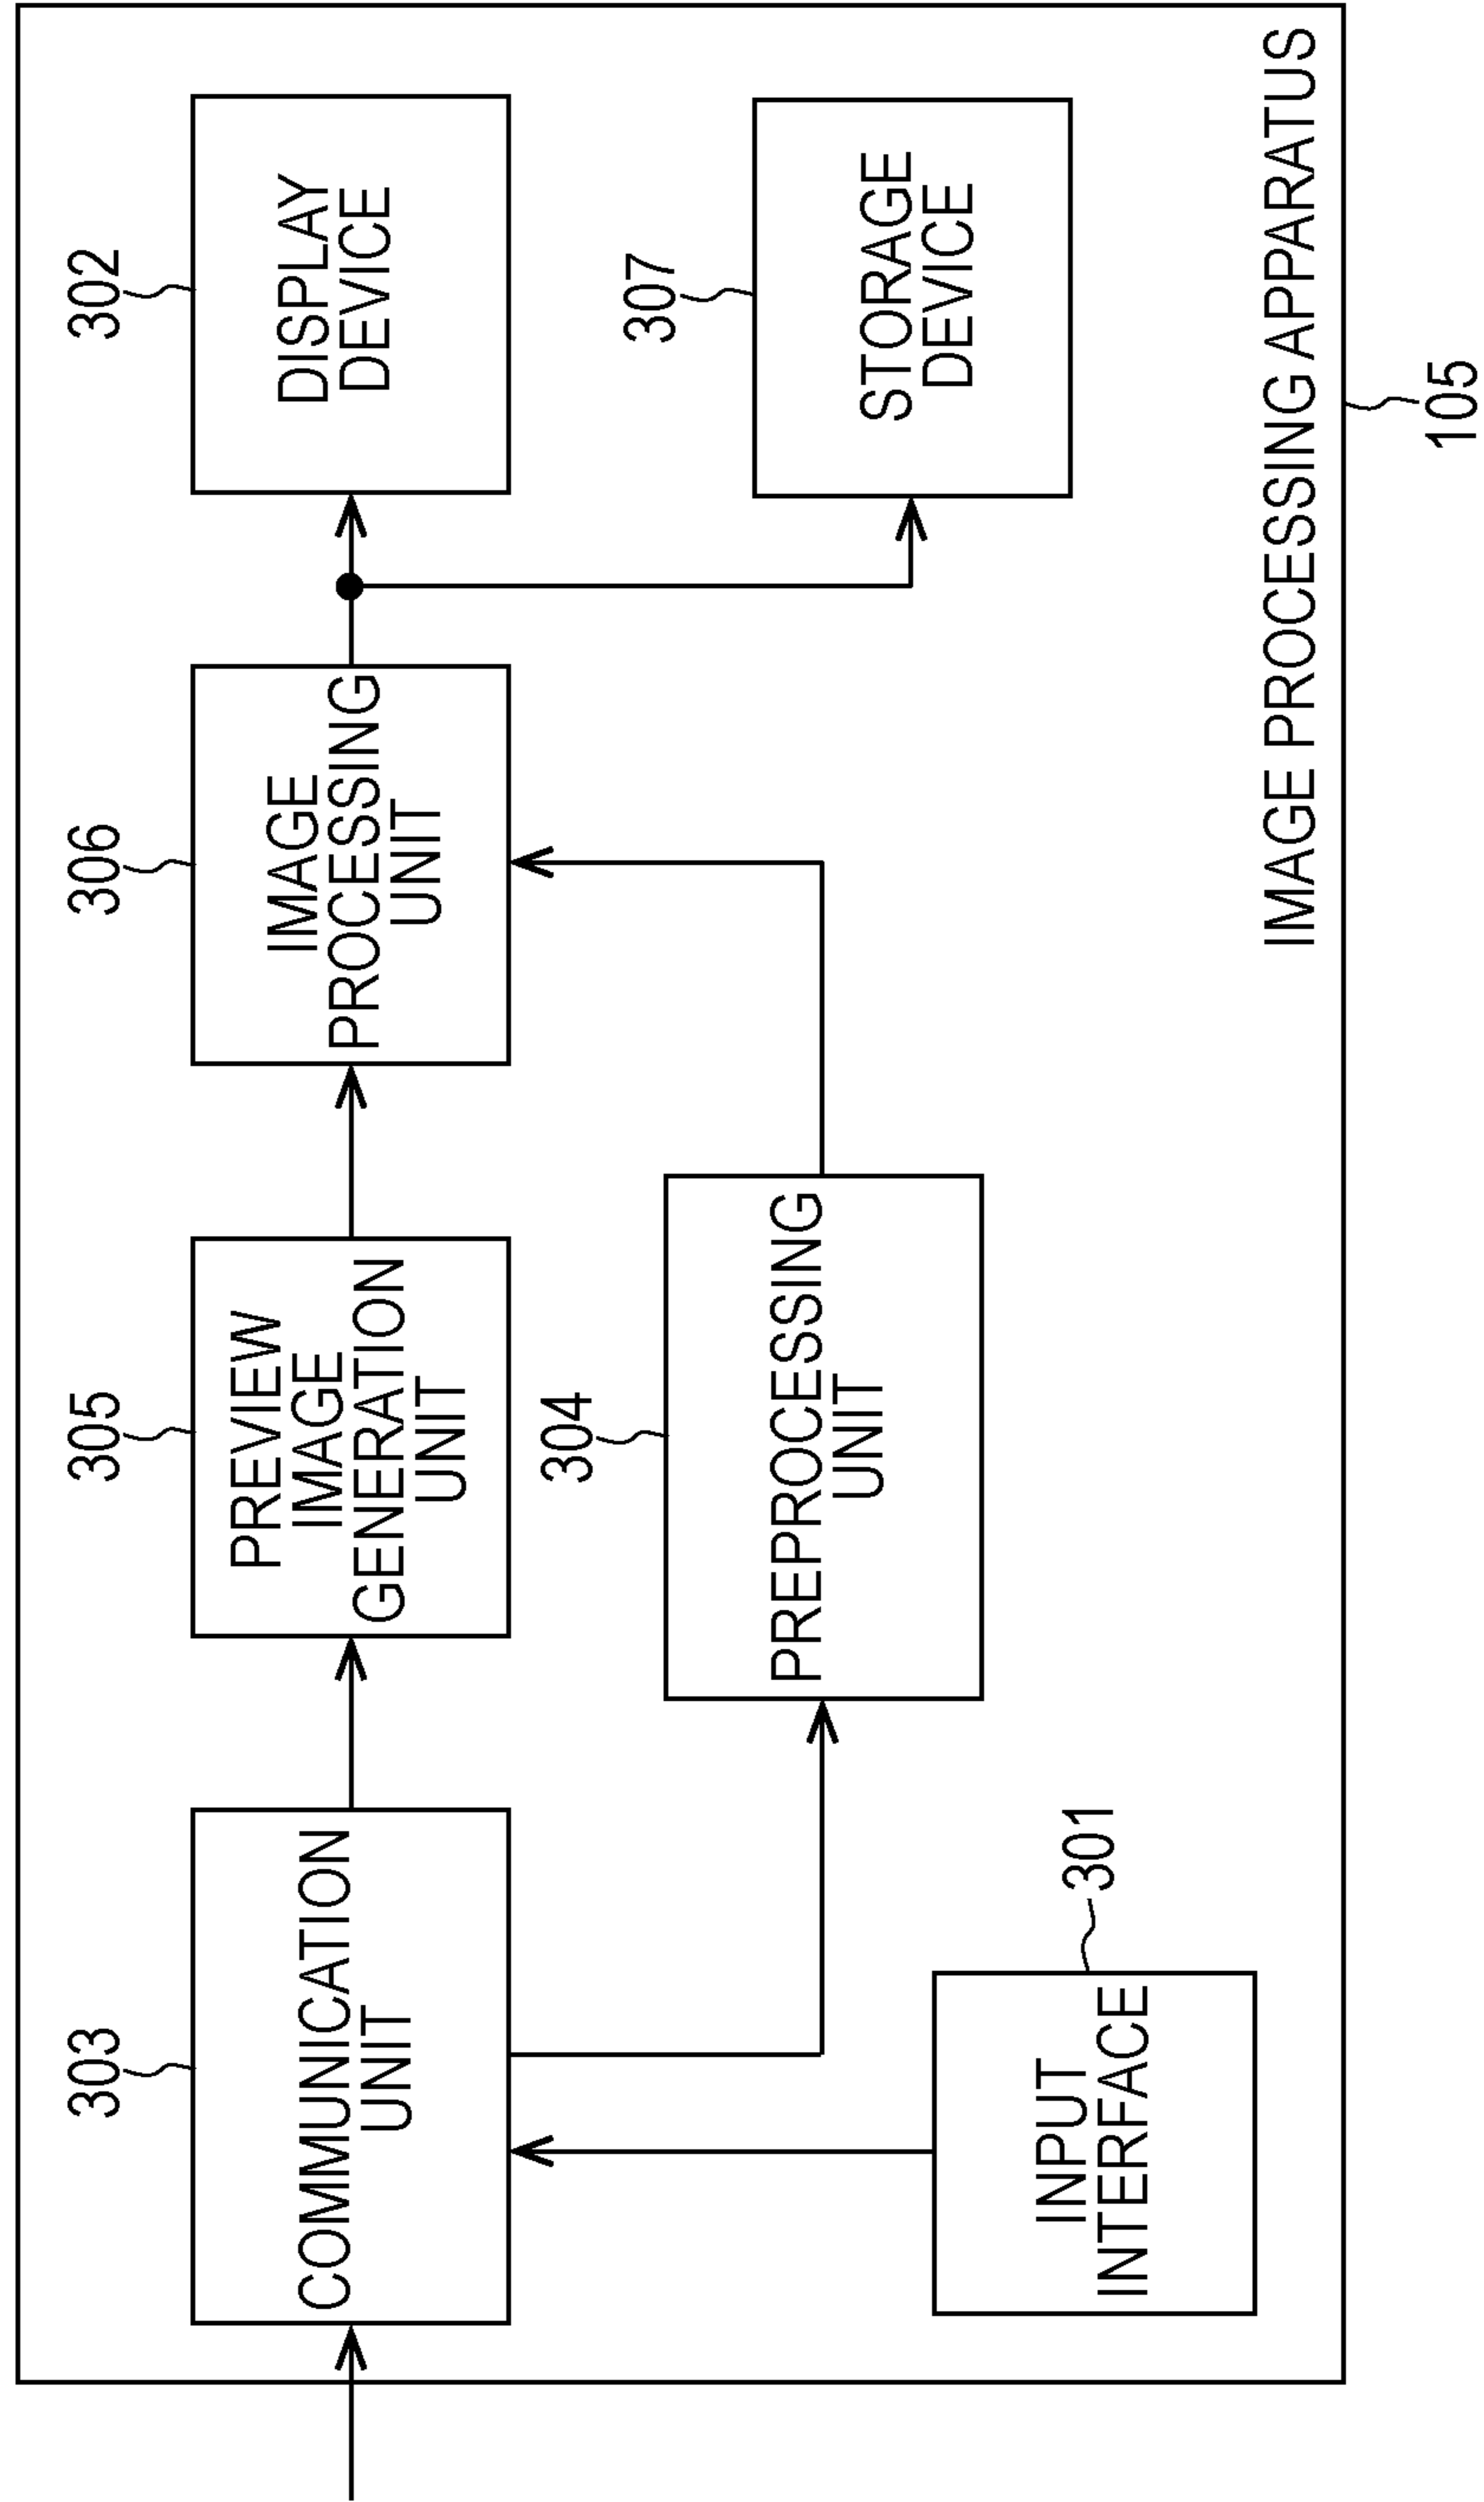 303
COMMUNICATION
UNIT
305
PREVIEW
IMAGE
GENERATION
UNIT
306
IMAGE
PROCESSING
UNIT
302
DISPLAY
DEVICE
304
PREPROCESSING
UNIT
307
STORAGE
DEVICE
301
INPUT
INTERFACE
IMAGE PROCESSING APPARATUS
105